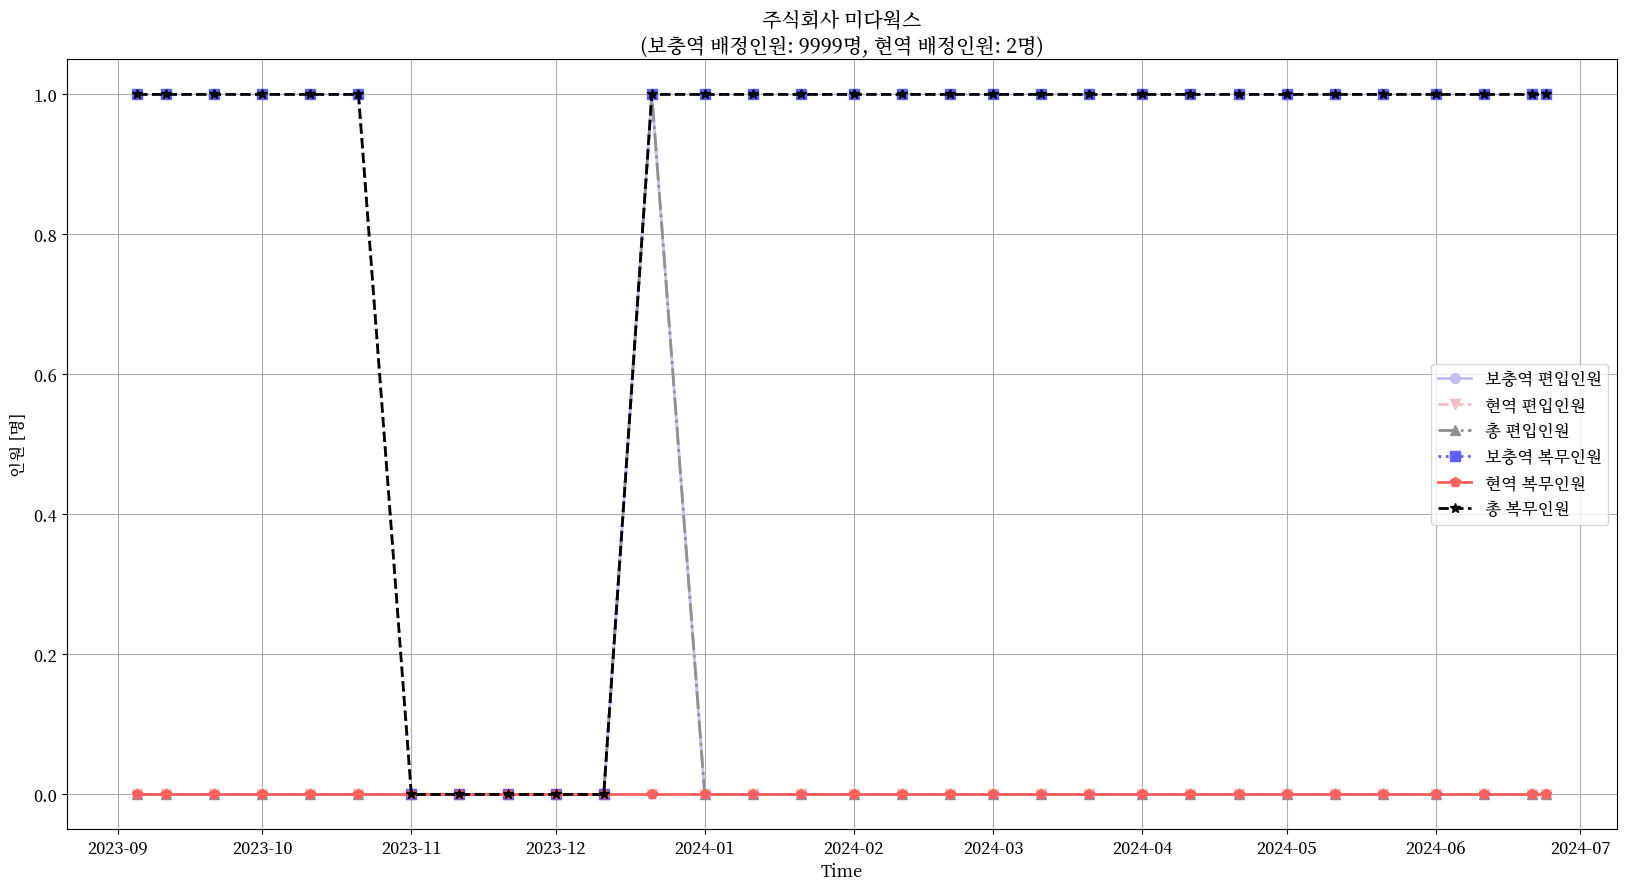 주식회사 미다웍스
(보충역 배정인원: 9999명, 현역 배정인원: 2명)
인원 [명]
1.0
0.8
0.6
0.4
0.2
0.0
보충역 편입인원
현역 편입인원
총 편입인원
보충역 복무인원
현역 복무인원
총 복무인원
2023-09
2023-10
2023-11
2023-12
2024-01
2024-02
2024-03
2024-04
2024-05
2024-06
2024-07
Time